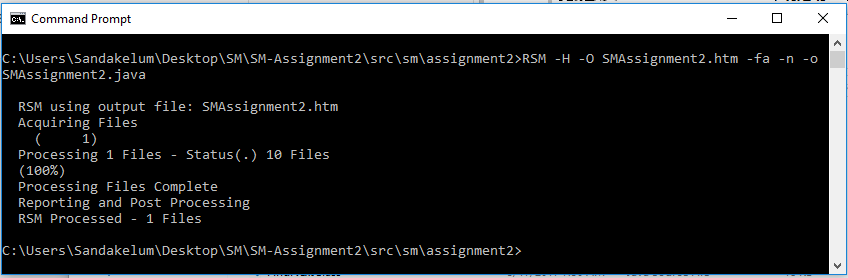 Command Prompt
C:\Users\Sandakelum\Desktop\SM\SM-Assignment2\src\sm\assignment2>RSM -H -O SMAssignment2.htm -fa -n -o
SMAssignment2.java
RSM using output file: SMAssignment2.htm
Acquiring Files
( 1)
Processing 1 Files - Status(.) 10 Files
(100%)
Processing Files Complete
Reporting and Post Processing
RSM Processed - 1 Files
C:\Users\Sandakelum\Desktop\SM\SM-Assignment2\src\sm\assignment2>